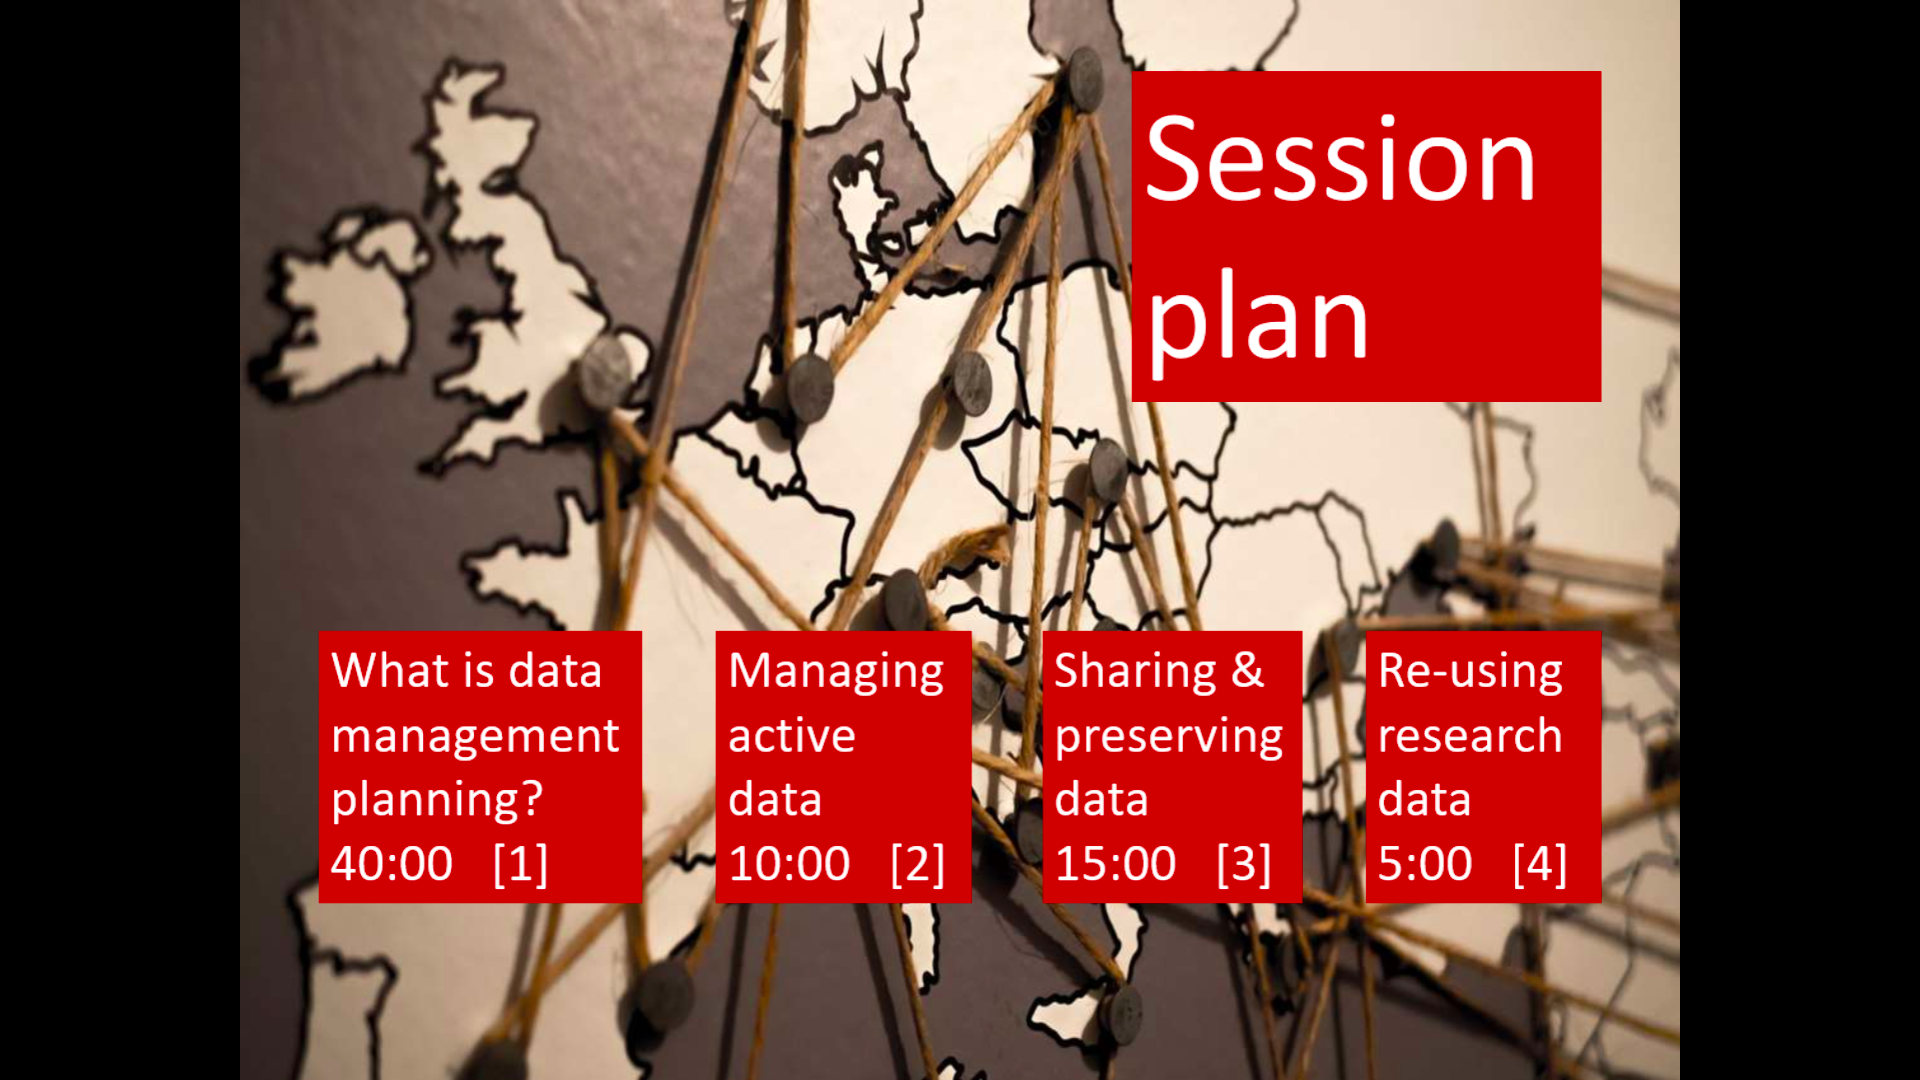 Session
plan
What is data
management
planning?
40:00 [1]
Managing
active
data
10:00 [2]
Sharing &
preserving
data
15:00 [3]
Re-using
research
data
5:00 [4]